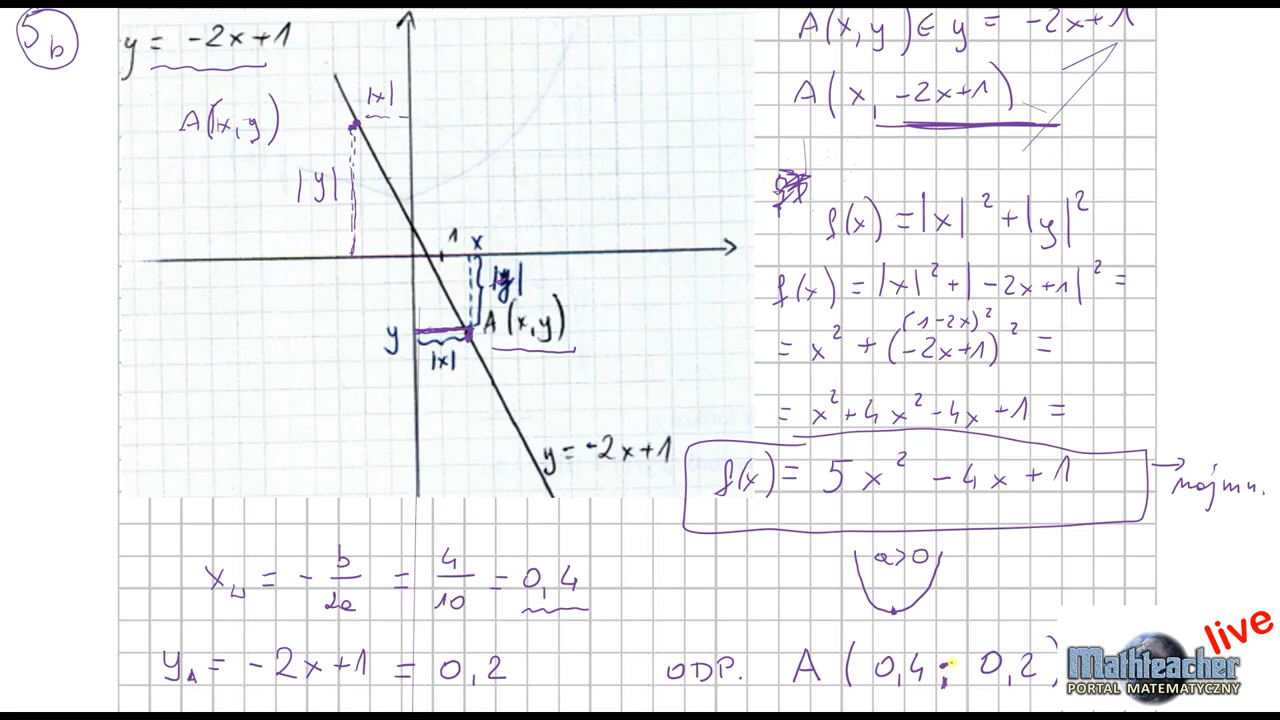 5b
y = -2x+1
A(x,y)
|x|
|y|
1
x
|y|
A(x,y)
y
|x|
y = -2x+1
A(x,y) ∈ y = -2x+1
A(x, -2x+1)
f(x) = |x|² + |y|²
f(x) = |x|² + |-2x+1|² =
(1-2x)²
= x² + (-2x+1)² =
= x² + 4x² - 4x + 1 =
f(x) = 5x² - 4x + 1 → najmn.
a>0
x_w = -b/2a = 4/10 = 0,4
y_A = -2x+1 = 0,2
ODP. A (0,4 ; 0,2)
live
Mathteacher
PORTAL MATEMATYCZNY